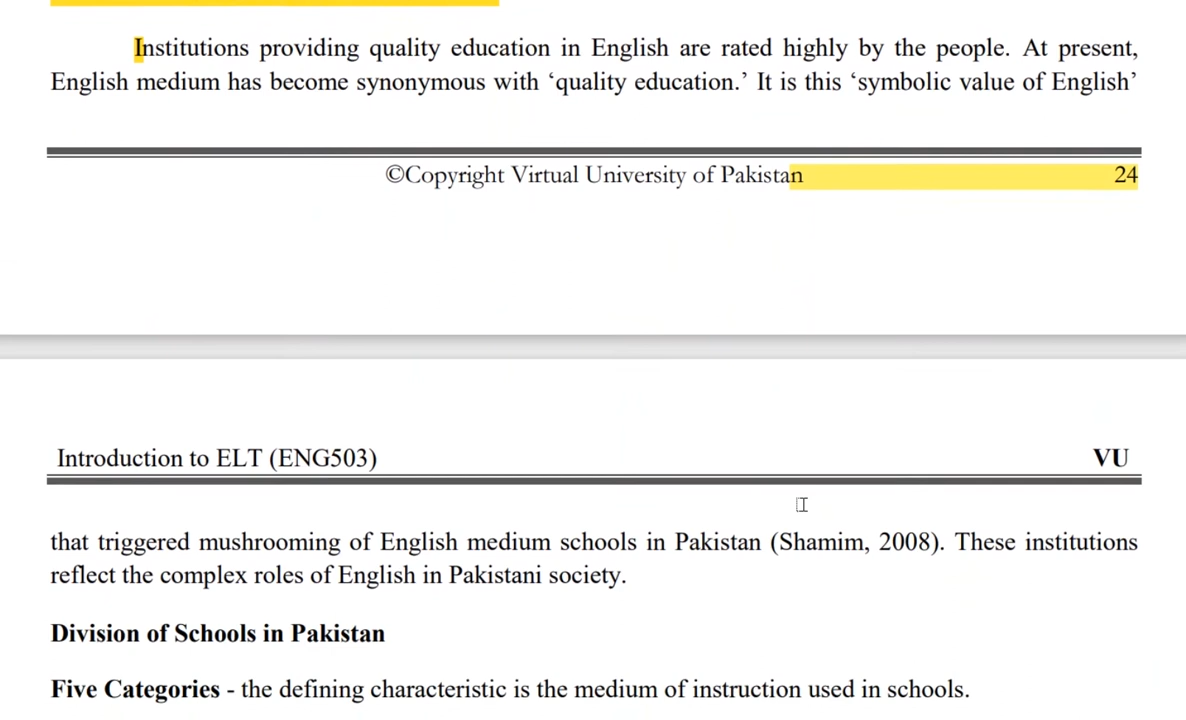 Institutions providing quality education in English are rated highly by the people. At present,
English medium has become synonymous with ‘quality education.’ It is this ‘symbolic value of English’
©Copyright Virtual University of Pakistan 24
Introduction to ELT (ENG503) VU
that triggered mushrooming of English medium schools in Pakistan (Shamim, 2008). These institutions
reflect the complex roles of English in Pakistani society.
Division of Schools in Pakistan
Five Categories - the defining characteristic is the medium of instruction used in schools.